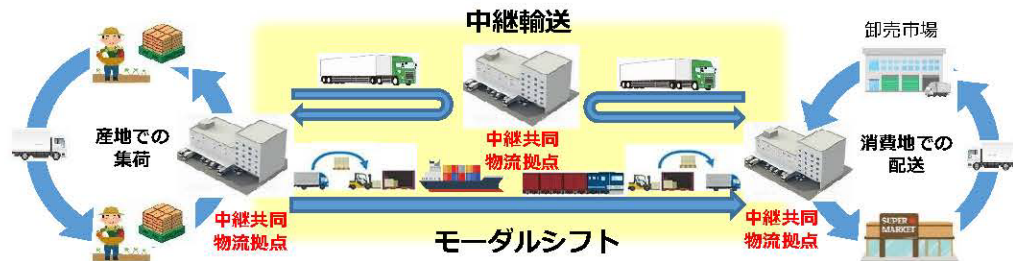 中継輸送
卸売市場
産地での
集荷
中継共同
物流拠点
消費地での
配送
中継共同
物流拠点
中継共同
物流拠点
SUPER
MARKET
モーダルシフト